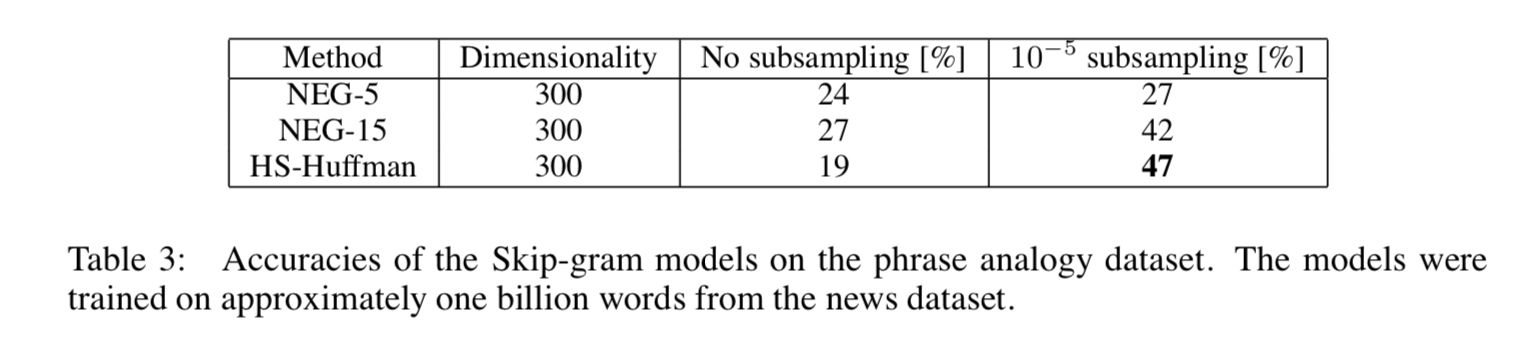 Method Dimensionality No subsampling [%] 10⁻⁵ subsampling [%]
NEG-5 300 24 27
NEG-15 300 27 42
HS-Huffman 300 19 47
Table 3: Accuracies of the Skip-gram models on the phrase analogy dataset. The models were
trained on approximately one billion words from the news dataset.